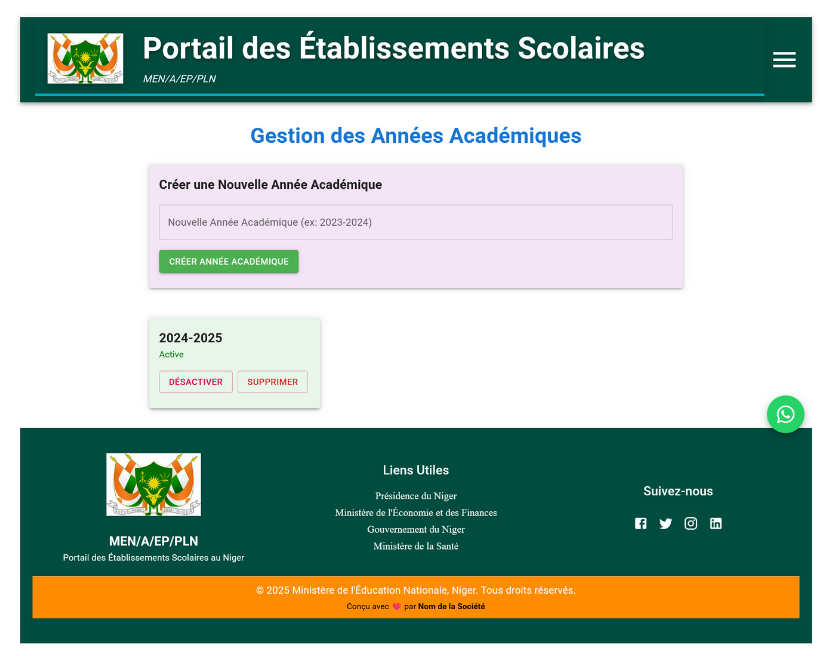 Portail des Établissements Scolaires
MEN/A/EP/PLN
Gestion des Années Académiques
Créer une Nouvelle Année Académique
Nouvelle Année Académique (ex: 2023-2024)
CRÉER ANNÉE ACADÉMIQUE
2024-2025
Active
DÉSACTIVER
SUPPRIMER
MEN/A/EP/PLN
Portail des Établissements Scolaires au Niger
Liens Utiles
Présidence du Niger
Ministère de l'Économie et des Finances
Gouvernement du Niger
Ministère de la Santé
Suivez-nous
© 2025 Ministère de l'Éducation Nationale, Niger. Tous droits réservés.
Conçu avec ❤ par Nom de la Société